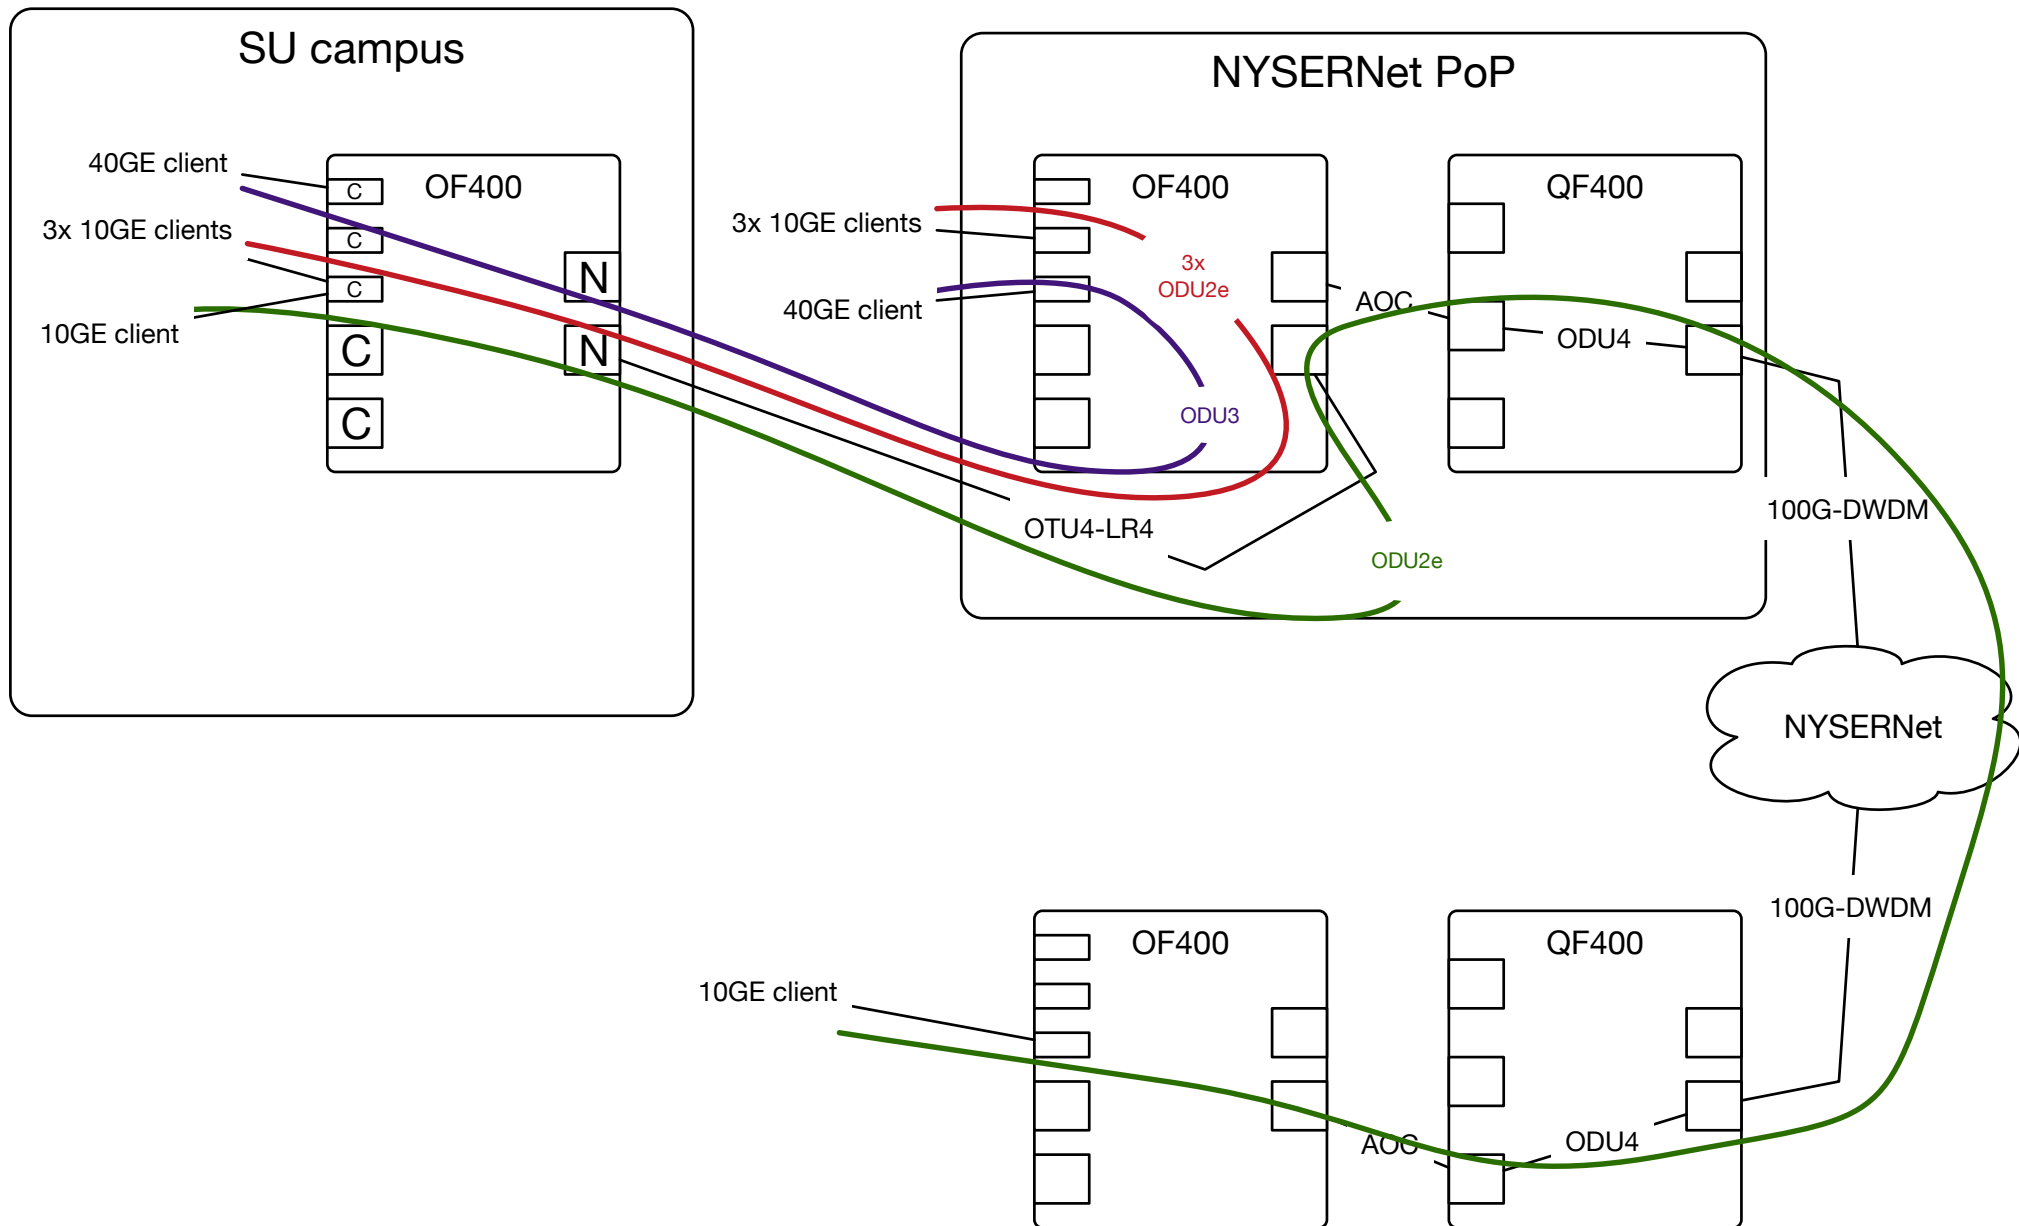 SU campus
40GE client
3x 10GE clients
10GE client
C
C
C
C
C
OF400
N
N
NYSERNet PoP
3x 10GE clients
40GE client
OF400
3x
ODU2e
ODU3
AOC
QF400
ODU4
OTU4-LR4
ODU2e
100G-DWDM
NYSERNet
100G-DWDM
10GE client
OF400
AOC
QF400
ODU4